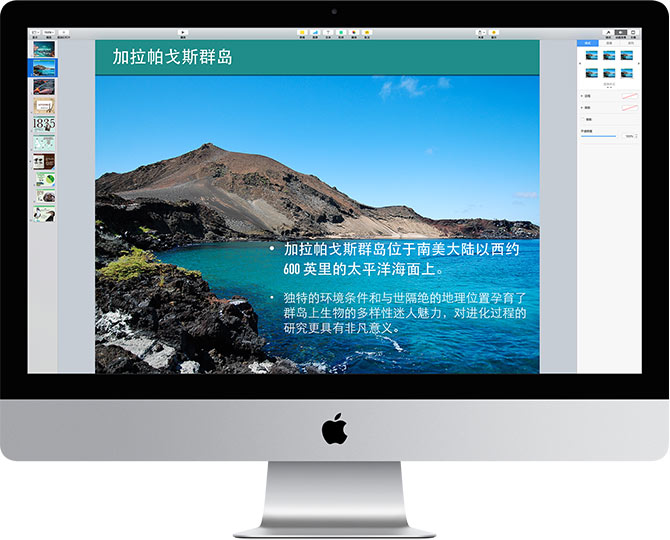 加拉帕戈斯群岛
1835
• 加拉帕戈斯群岛位于南美大陆以西约
600 英里的太平洋海面上。
• 独特的环境条件和与世隔绝的地理位置孕育了
群岛上生物的多样性迷人魅力，对进化过程的
研究更具有非凡意义。
100%